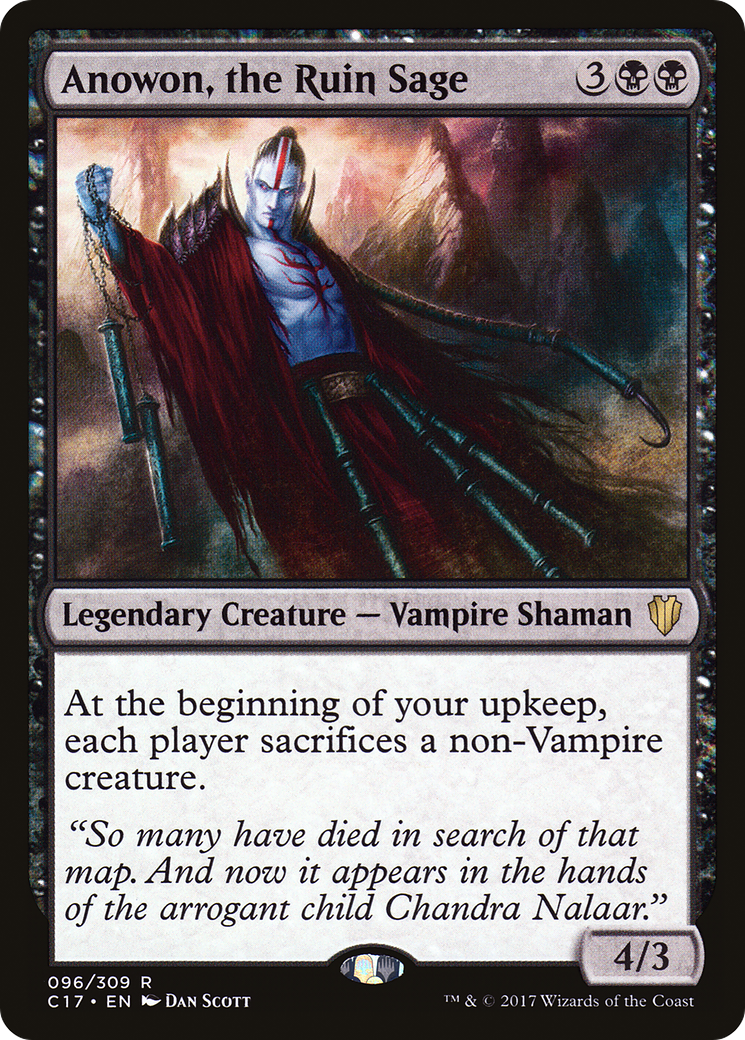 Anowon, the Ruin Sage 3
Legendary Creature — Vampire Shaman
At the beginning of your upkeep,
each player sacrifices a non-Vampire
creature.
“So many have died in search of that
map. And now it appears in the hands
of the arrogant child Chandra Nalaar.”
4/3
096/309 R
C17 • EN Dan Scott
™ & © 2017 Wizards of the Coast